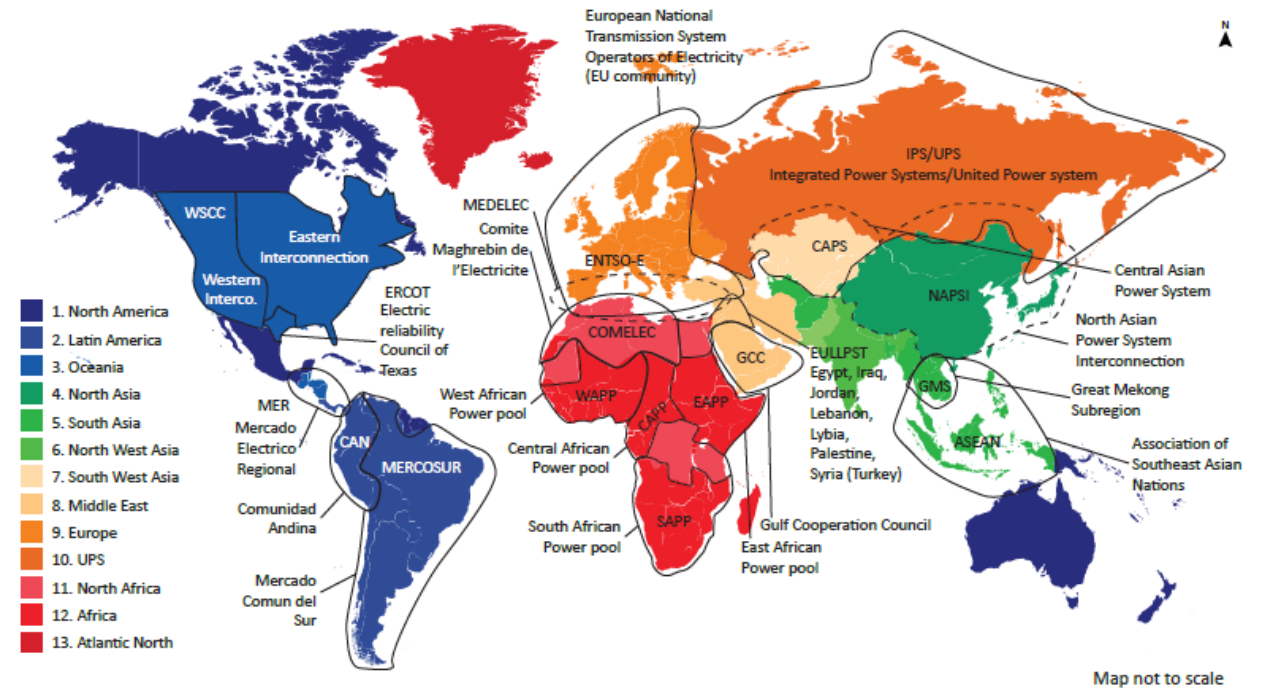 European National
Transmission System
Operators of Electricity
(EU community)
N
IPS/UPS
Integrated Power Systems/United Power system
MEDELEC
Comite
Maghrebin de
l'Electricite
WSCC
Eastern
Interconnection
Western
Interco.
ENTSO-E
CAPS
NAPSI
Central Asian
Power System
North Asian
Power System
Interconnection
ERCOT
Electric
reliability
Council of
Texas
COMELEC
GCC
EULLPST
Egypt, Iraq,
Jordan,
Lebanon,
Lybia,
Palestine,
Syria (Turkey)
GMS
Great Mekong
Subregion
West African
Power pool
WAPP
CAPP
EAPP
MER
Mercado
Electrico
Regional
CAN
MERCOSUR
Central African
Power pool
ASEAN
Association of
Southeast Asian
Nations
Comunidad
Andina
South African
Power pool
SAPP
Gulf Cooperation Council
East African
Power pool
Mercado
Comun del
Sur
1. North America
2. Latin America
3. Oceania
4. North Asia
5. South Asia
6. North West Asia
7. South West Asia
8. Middle East
9. Europe
10. UPS
11. North Africa
12. Africa
13. Atlantic North
Map not to scale